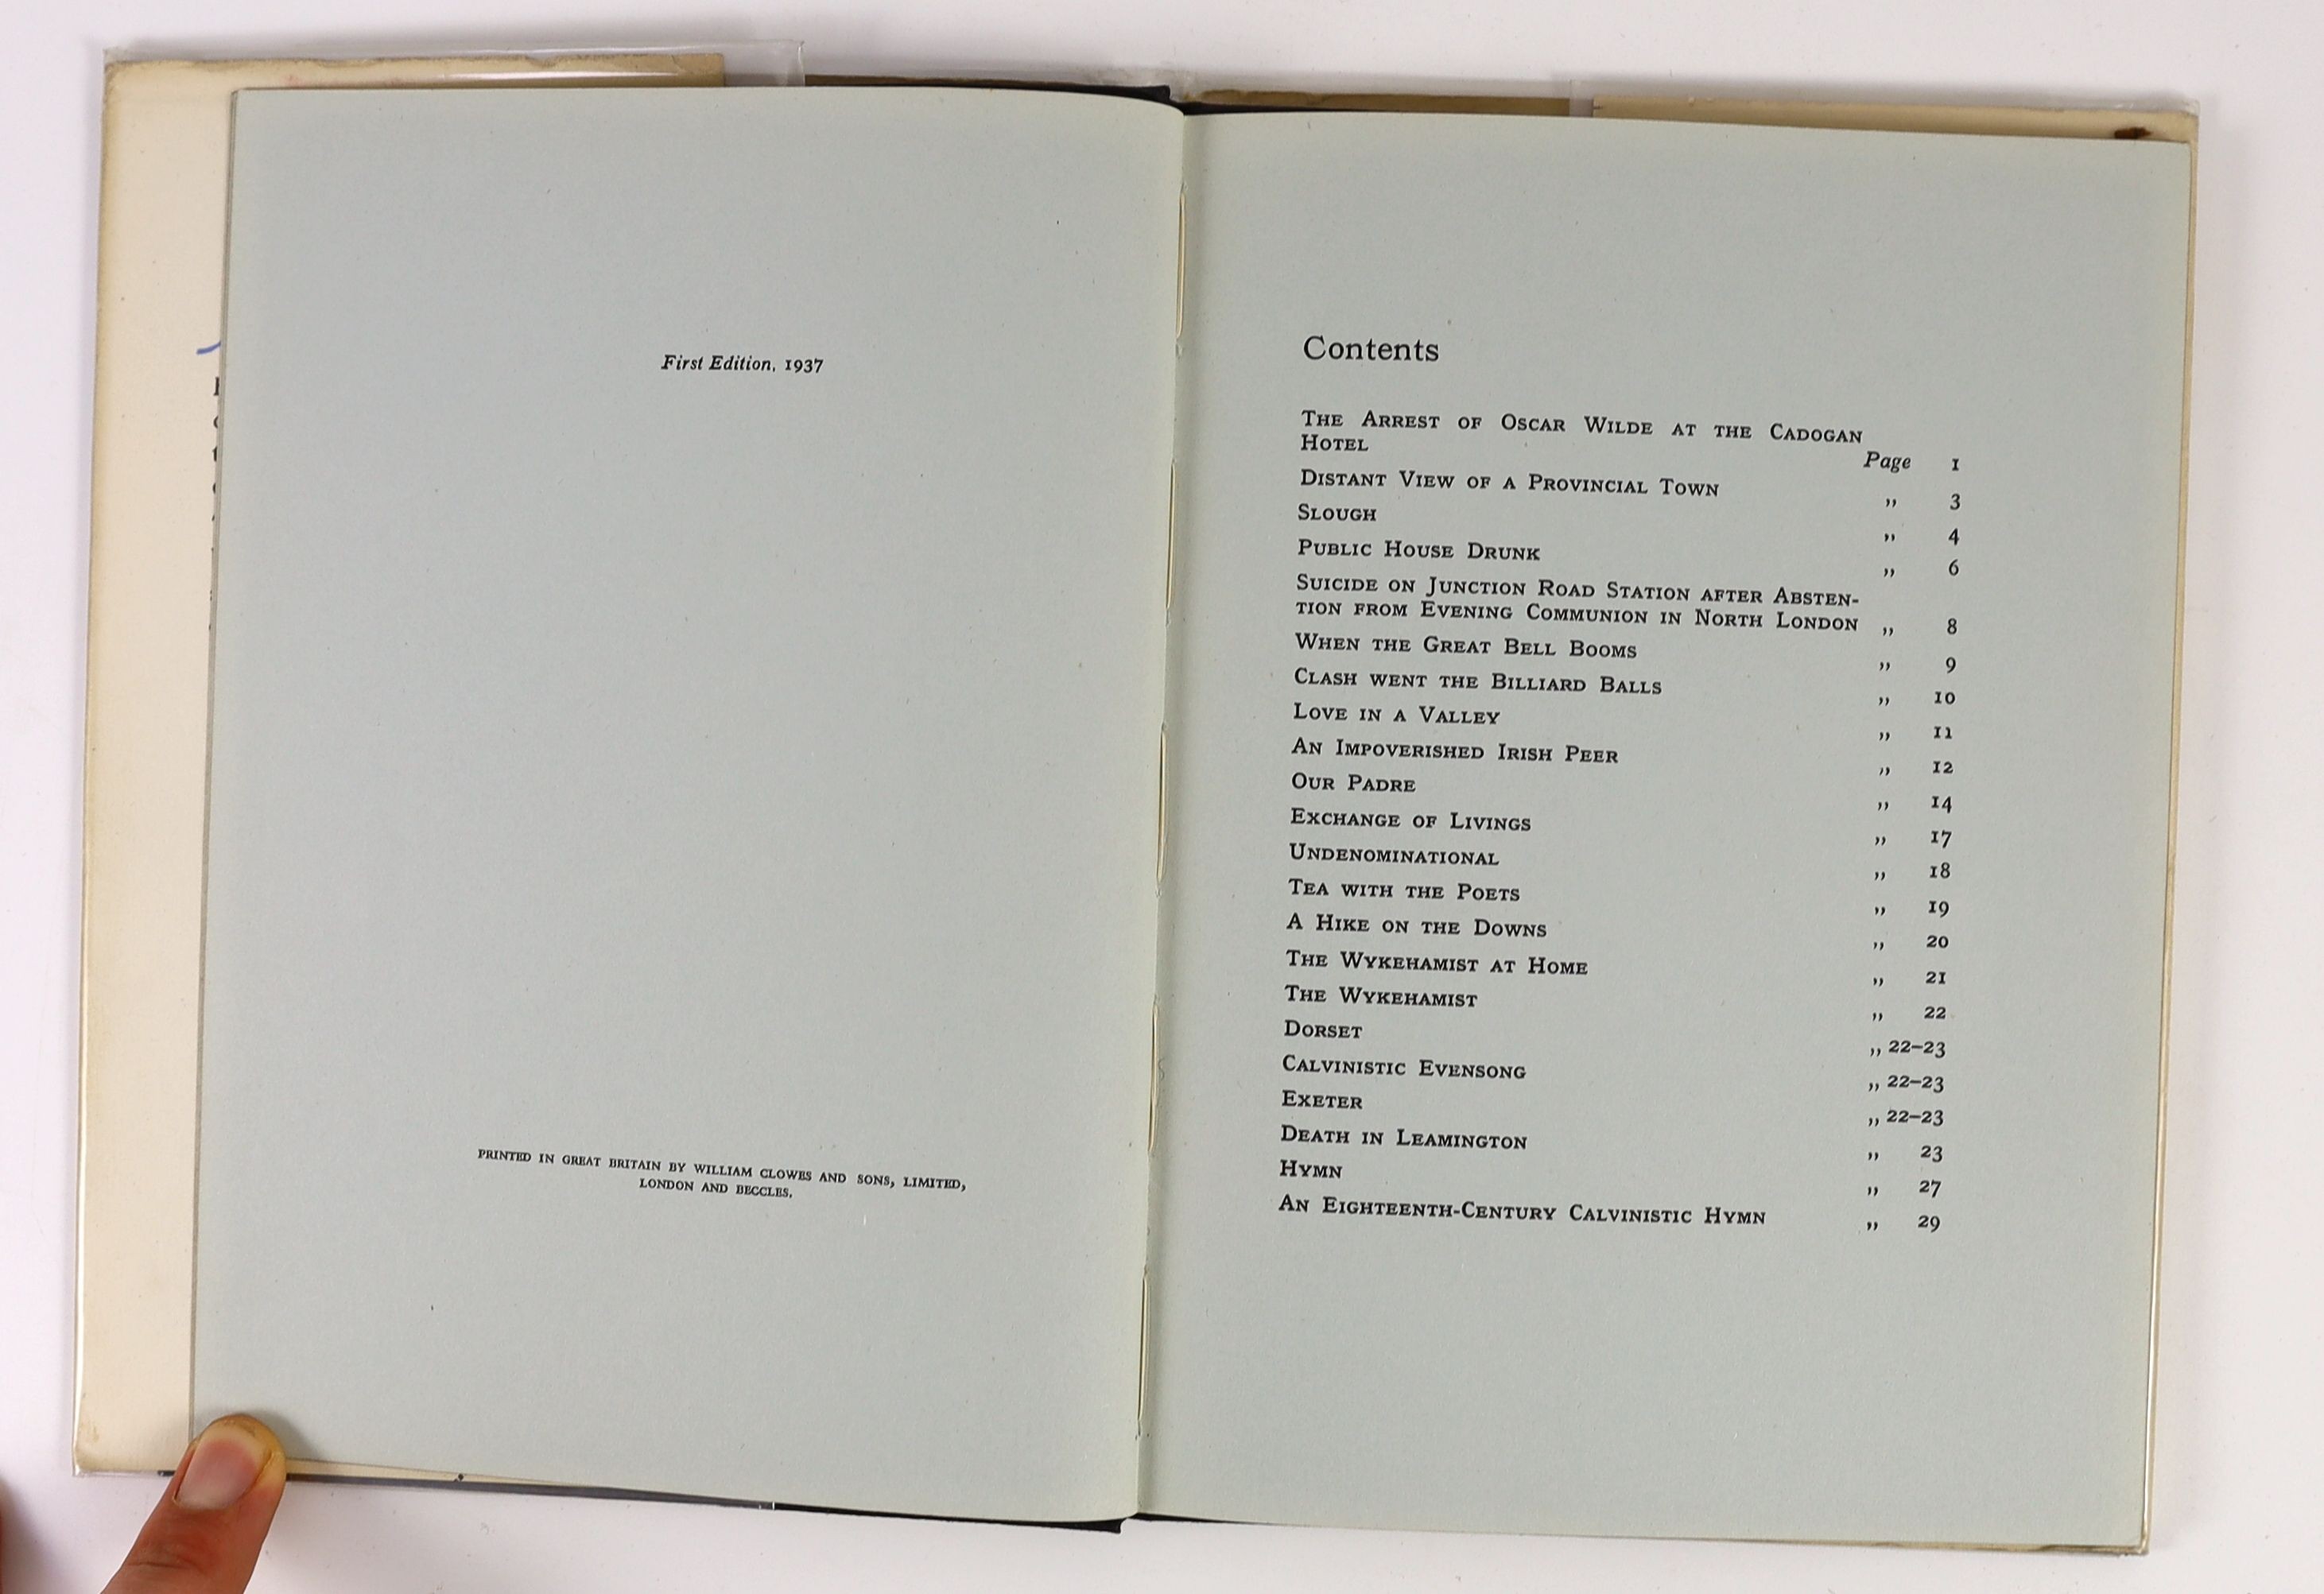 First Edition, 1937
PRINTED IN GREAT BRITAIN BY WILLIAM CLOWES AND SONS, LIMITED,
LONDON AND BECCLES.
Contents
THE ARREST OF OSCAR WILDE AT THE CADOGAN
HOTEL Page 1
DISTANT VIEW OF A PROVINCIAL TOWN ,, 3
SLOUGH ,, 4
PUBLIC HOUSE DRUNK ,, 6
SUICIDE ON JUNCTION ROAD STATION AFTER ABSTEN-
TION FROM EVENING COMMUNION IN NORTH LONDON ,, 8
WHEN THE GREAT BELL BOOMS ,, 9
CLASH WENT THE BILLIARD BALLS ,, 10
LOVE IN A VALLEY ,, 11
AN IMPOVERISHED IRISH PEER ,, 12
OUR PADRE ,, 14
EXCHANGE OF LIVINGS ,, 17
UNDENOMINATIONAL ,, 18
TEA WITH THE POETS ,, 19
A HIKE ON THE DOWNS ,, 20
THE WYKEHAMIST AT HOME ,, 21
THE WYKEHAMIST ,, 22
DORSET ,, 22–23
CALVINISTIC EVENSONG ,, 22–23
EXETER ,, 22–23
DEATH IN LEAMINGTON ,, 23
HYMN ,, 27
AN EIGHTEENTH-CENTURY CALVINISTIC HYMN ,, 29